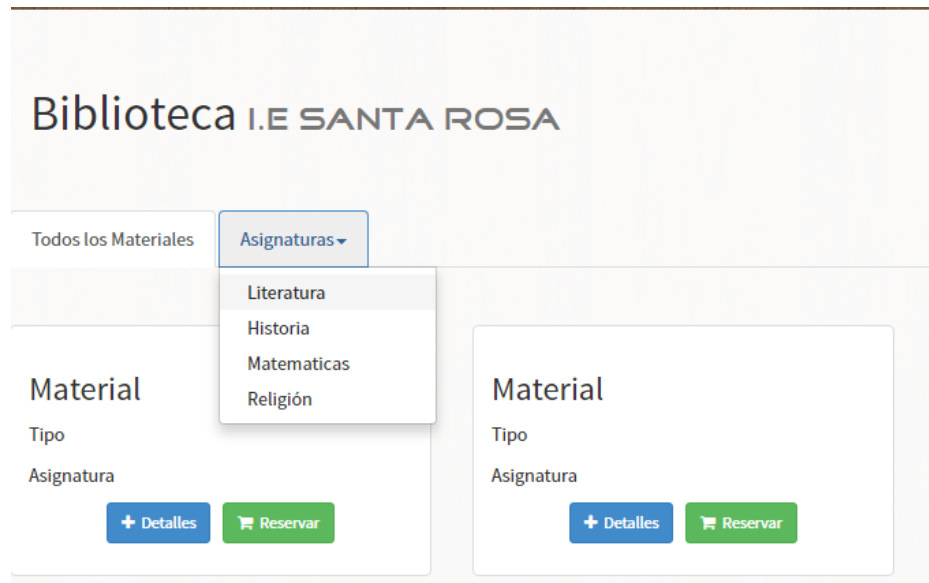 Biblioteca I.E SANTA ROSA
Todos los Materiales Asignaturas
Literatura
Historia
Matematicas
Religión
Material
Tipo
Asignatura
Detalles Reservar
Material
Tipo
Asignatura
Detalles Reservar